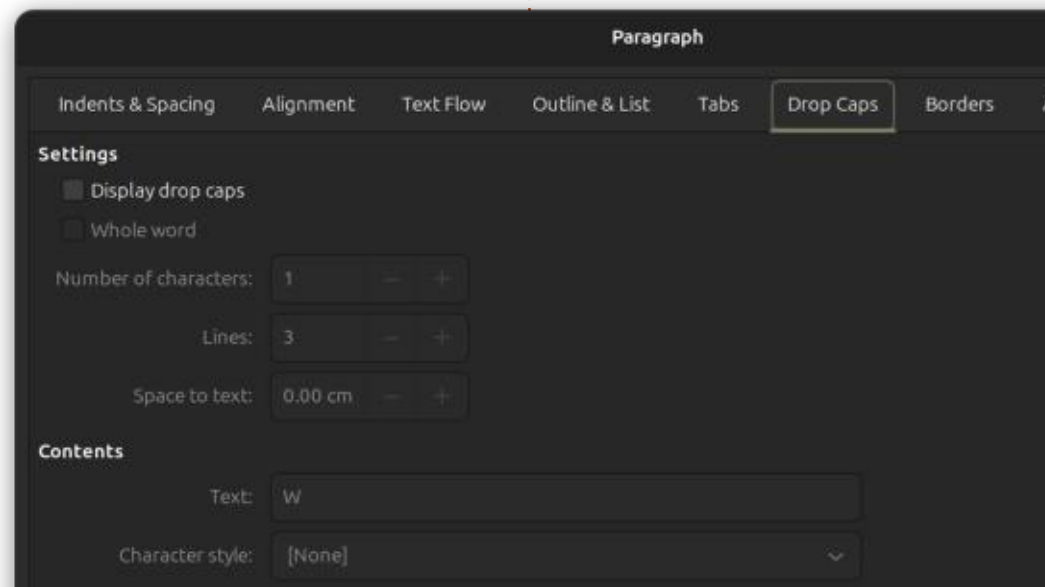 Paragraph
Indents & Spacing Alignment Text Flow Outline & List Tabs Drop Caps Borders
Settings
Display drop caps
Whole word
Number of characters: 1
Lines: 3
Space to text: 0.00 cm
Contents
Text: W
Character style: [None]